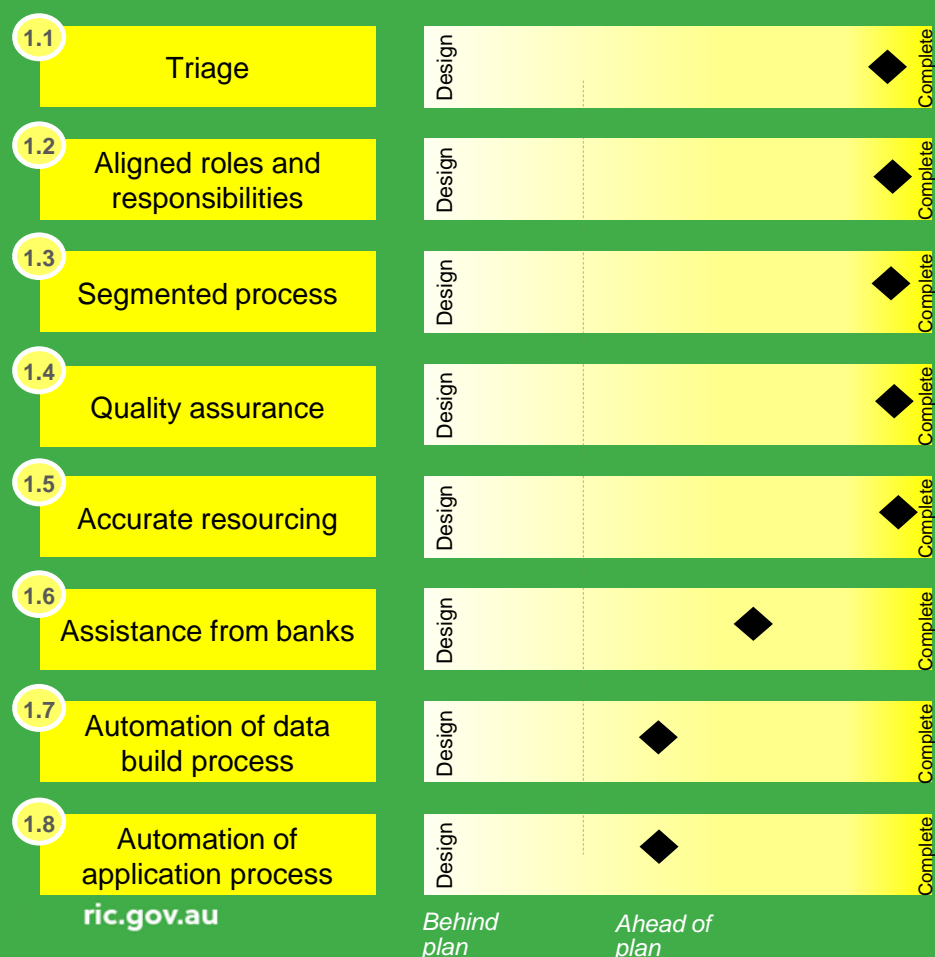 1.1
Triage
Design
Complete
1.2
Aligned roles and
responsibilities
Design
Complete
1.3
Segmented process
Design
Complete
1.4
Quality assurance
Design
Complete
1.5
Accurate resourcing
Design
Complete
1.6
Assistance from banks
Design
Complete
1.7
Automation of data
build process
Design
Complete
1.8
Automation of
application process
Design
Complete
ric.gov.au
Behind
plan
Ahead of
plan